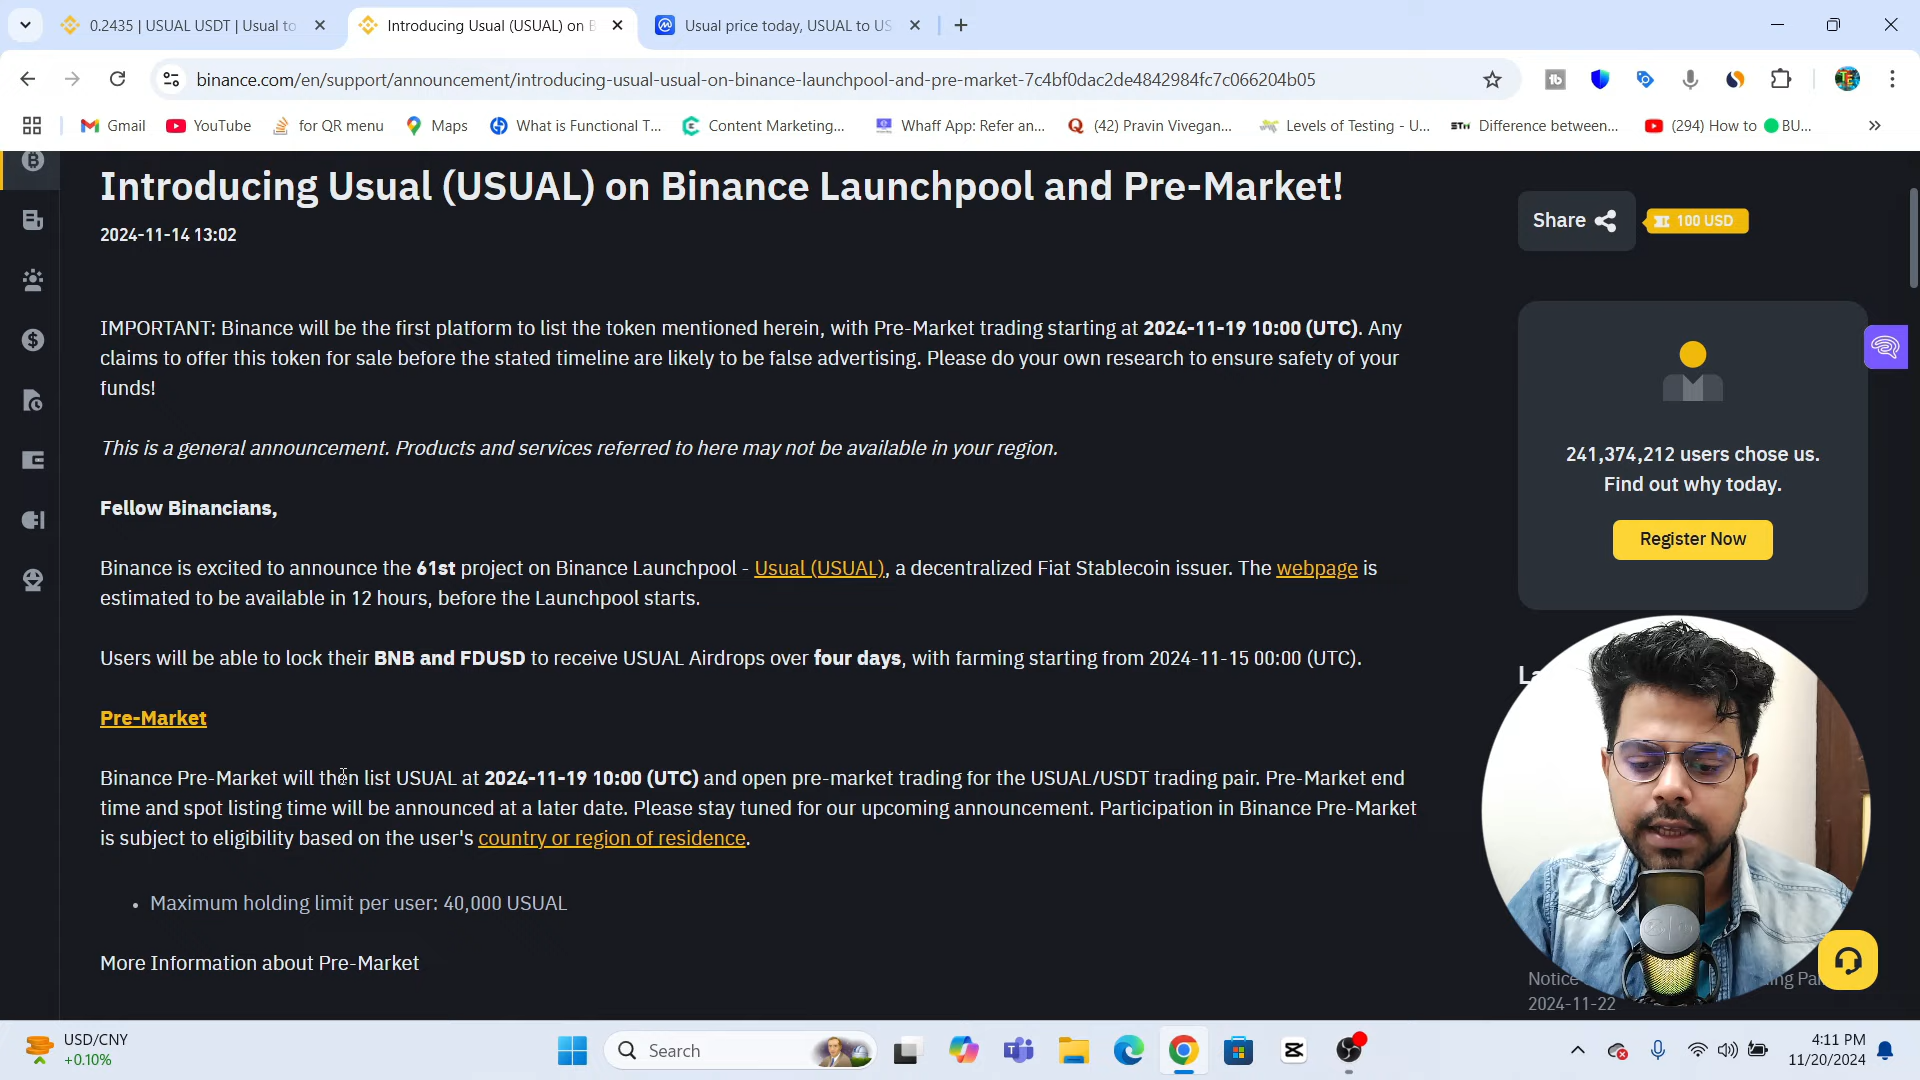 0.2435 | USUAL USDT | Usual to
Introducing Usual (USUAL) on B
Usual price today, USUAL to US
binance.com/en/support/announcement/introducing-usual-usual-on-binance-launchpool-and-pre-market-7c4bf0dac2de4842984fc7c066204b05
Gmail
YouTube
for QR menu
Maps
What is Functional T...
Content Marketing...
Whaff App: Refer an...
(42) Pravin Vivegan...
Levels of Testing - U...
Difference between...
(294) How to BU...
Introducing Usual (USUAL) on Binance Launchpool and Pre-Market!
2024-11-14 13:02
Share
100 USD
IMPORTANT: Binance will be the first platform to list the token mentioned herein, with Pre-Market trading starting at 2024-11-19 10:00 (UTC). Any
claims to offer this token for sale before the stated timeline are likely to be false advertising. Please do your own research to ensure safety of your
funds!
This is a general announcement. Products and services referred to here may not be available in your region.
Fellow Binancians,
Binance is excited to announce the 61st project on Binance Launchpool - Usual (USUAL), a decentralized Fiat Stablecoin issuer. The webpage is
estimated to be available in 12 hours, before the Launchpool starts.
Users will be able to lock their BNB and FDUSD to receive USUAL Airdrops over four days, with farming starting from 2024-11-15 00:00 (UTC).
Pre-Market
Binance Pre-Market will then list USUAL at 2024-11-19 10:00 (UTC) and open pre-market trading for the USUAL/USDT trading pair. Pre-Market end
time and spot listing time will be announced at a later date. Please stay tuned for our upcoming announcement. Participation in Binance Pre-Market
is subject to eligibility based on the user's country or region of residence.
• Maximum holding limit per user: 40,000 USUAL
More Information about Pre-Market
241,374,212 users chose us.
Find out why today.
Register Now
Notice
2024-11-22
USD/CNY
+0.10%
Search
4:11 PM
11/20/2024